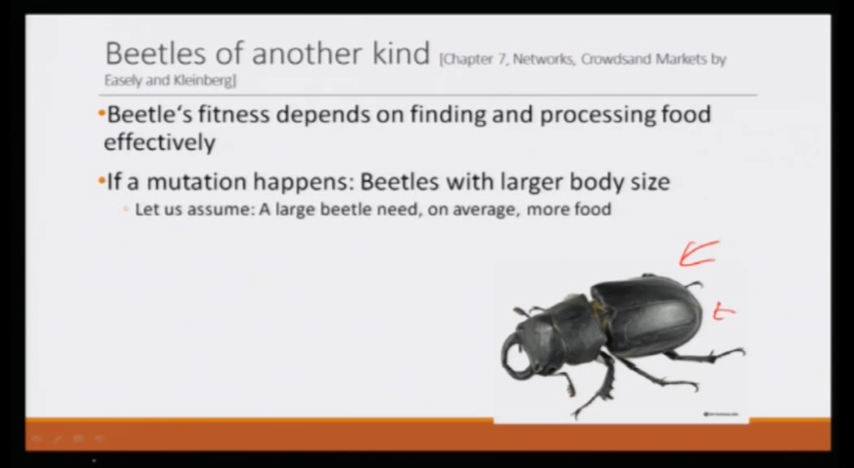 Beetles of another kind [Chapter 7, Networks, Crowdsand Markets by
Easely and Kleinberg]
•Beetle‘s fitness depends on finding and processing food
effectively
•If a mutation happens: Beetles with larger body size
◦ Let us assume: A large beetle need, on average, more food